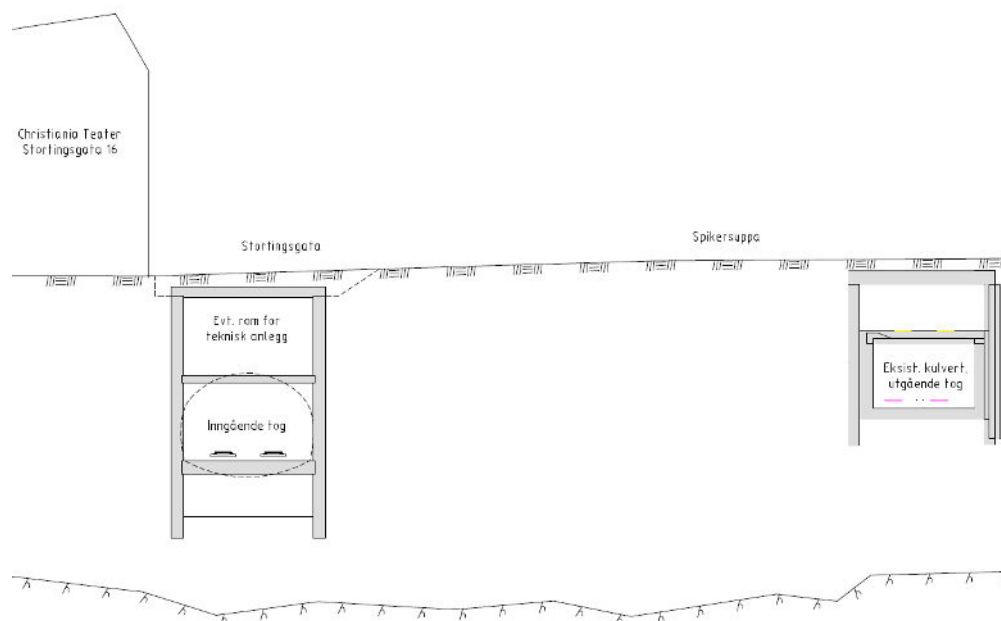 Christiania Teater
Stortingsgata 16
Stortingsgata
Spikersuppa
Evt. rom for
teknisk anlegg
Inngående tog
Eksist. kulvert,
utgående tog